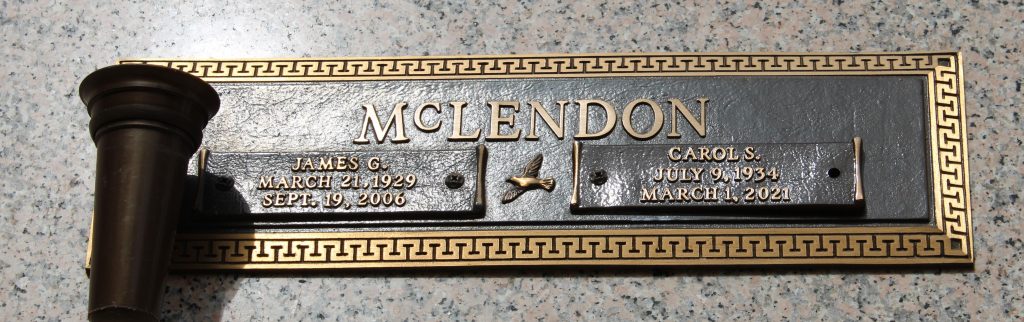 McLENDON
JAMES G.
MARCH 21, 1929
SEPT. 19, 2006
CAROL S.
JULY 9, 1934
MARCH 1, 2021